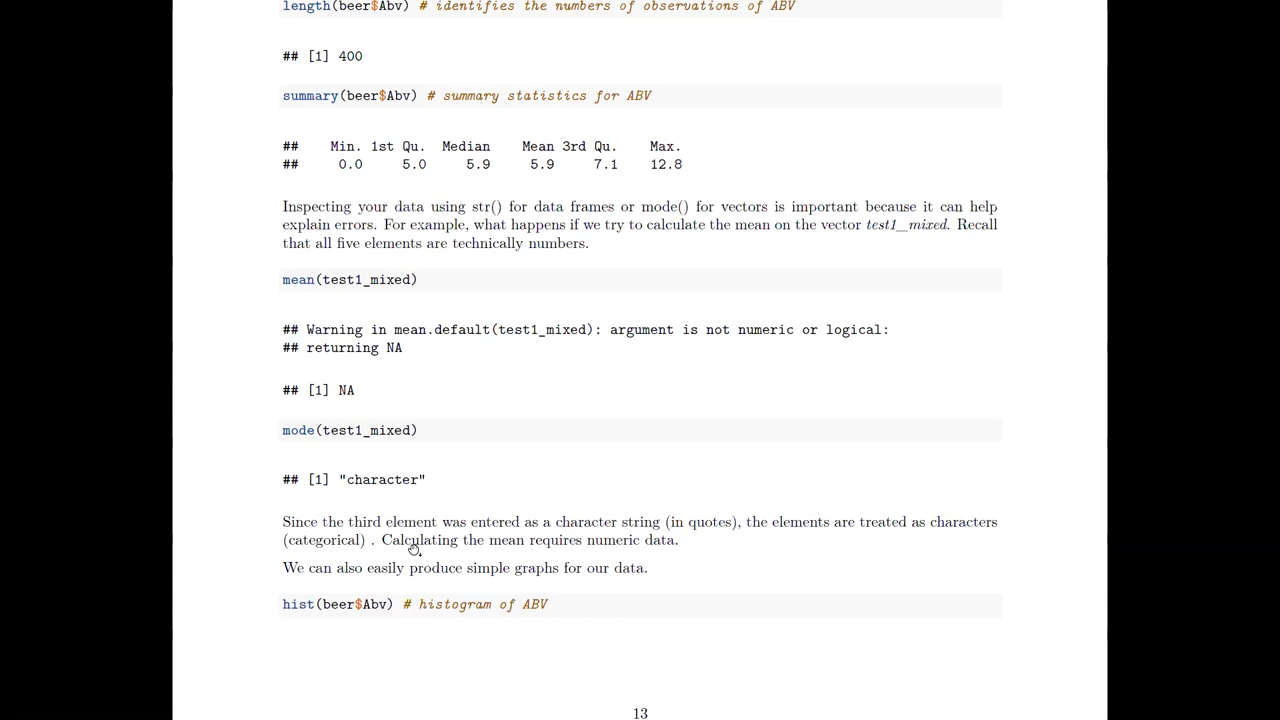 length(beer$Abv) # identifies the numbers of observations of ABV
## [1] 400
summary(beer$Abv) # summary statistics for ABV
## Min. 1st Qu. Median Mean 3rd Qu. Max.
## 0.0 5.0 5.9 5.9 7.1 12.8
Inspecting your data using str() for data frames or mode() for vectors is important because it can help
explain errors. For example, what happens if we try to calculate the mean on the vector test1_mixed. Recall
that all five elements are technically numbers.
mean(test1_mixed)
## Warning in mean.default(test1_mixed): argument is not numeric or logical:
## returning NA
## [1] NA
mode(test1_mixed)
## [1] "character"
Since the third element was entered as a character string (in quotes), the elements are treated as characters
(categorical) . Calculating the mean requires numeric data.
We can also easily produce simple graphs for our data.
hist(beer$Abv) # histogram of ABV
13